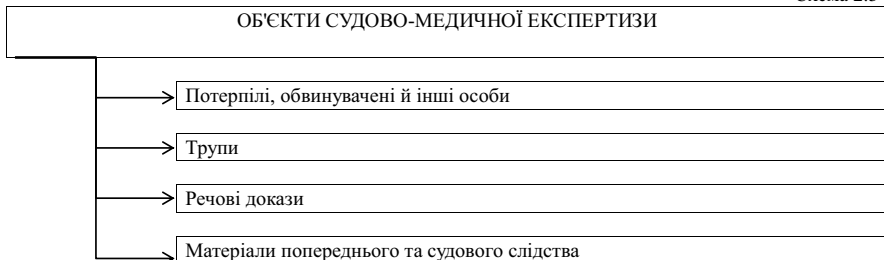 ОБ'ЄКТИ СУДОВО-МЕДИЧНОЇ ЕКСПЕРТИЗИ
Потерпілі, обвинувачені й інші особи
Трупи
Речові докази
Матеріали попереднього та судового слідства